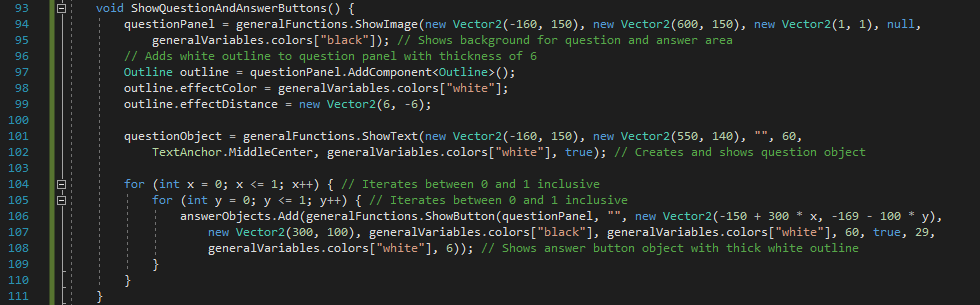 93 void ShowQuestionAndAnswerButtons() {
94 questionPanel = generalFunctions.ShowImage(new Vector2(-160, 150), new Vector2(600, 150), new Vector2(1, 1), null,
95 generalVariables.colors["black"]); // Shows background for question and answer area
96 // Adds white outline to question panel with thickness of 6
97 Outline outline = questionPanel.AddComponent<Outline>();
98 outline.effectColor = generalVariables.colors["white"];
99 outline.effectDistance = new Vector2(6, -6);
100
101 questionObject = generalFunctions.ShowText(new Vector2(-160, 150), new Vector2(550, 140), "", 60,
102 TextAnchor.MiddleCenter, generalVariables.colors["white"], true); // Creates and shows question object
103
104 for (int x = 0; x <= 1; x++) { // Iterates between 0 and 1 inclusive
105 for (int y = 0; y <= 1; y++) { // Iterates between 0 and 1 inclusive
106 answerObjects.Add(generalFunctions.ShowButton(questionPanel, "", new Vector2(-150 + 300 * x, -169 - 100 * y),
107 new Vector2(300, 100), generalVariables.colors["black"], generalVariables.colors["white"], 60, true, 29,
108 generalVariables.colors["white"], 6)); // Shows answer button object with thick white outline
109 }
110 }
111 }